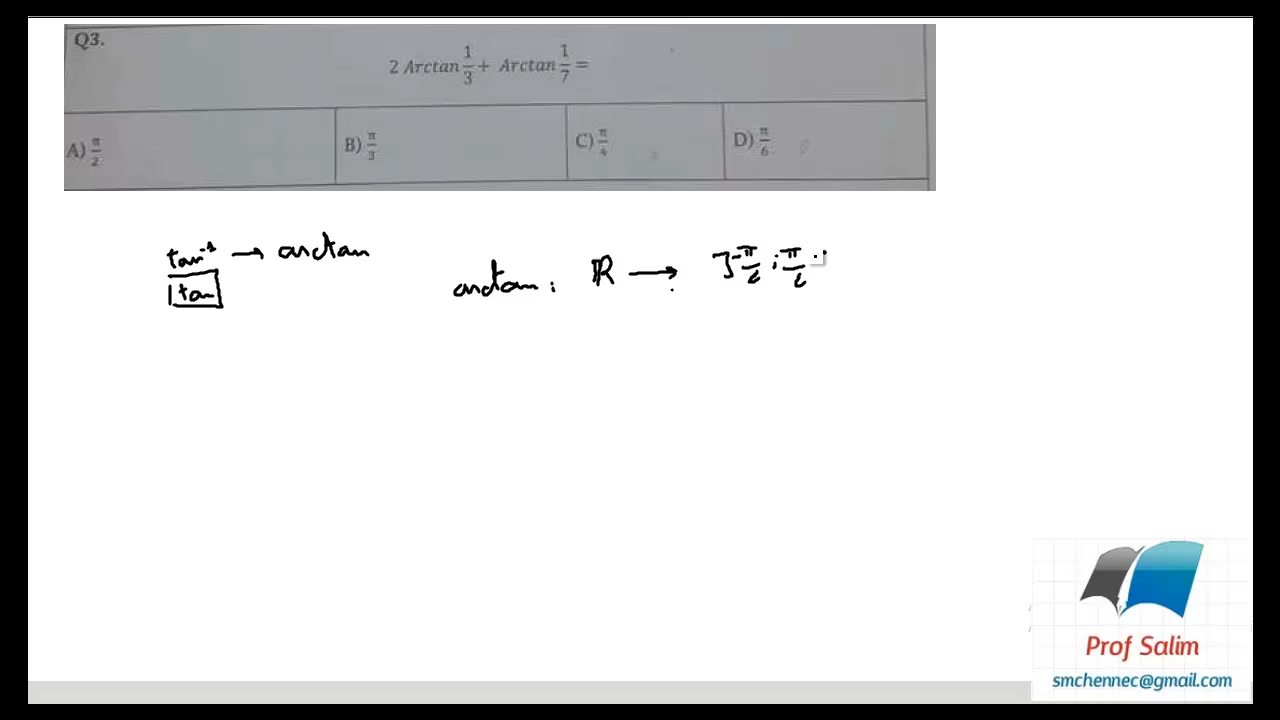 Q3.
2 Arctan 1/3 + Arctan 1/7 =
A) π/2 B) π/3 C) π/4 D) π/6
tan⁻¹ → arctan
tan
arctan : ℝ → ]-π/2 ; π/2
Prof Salim
smchennec@gmail.com